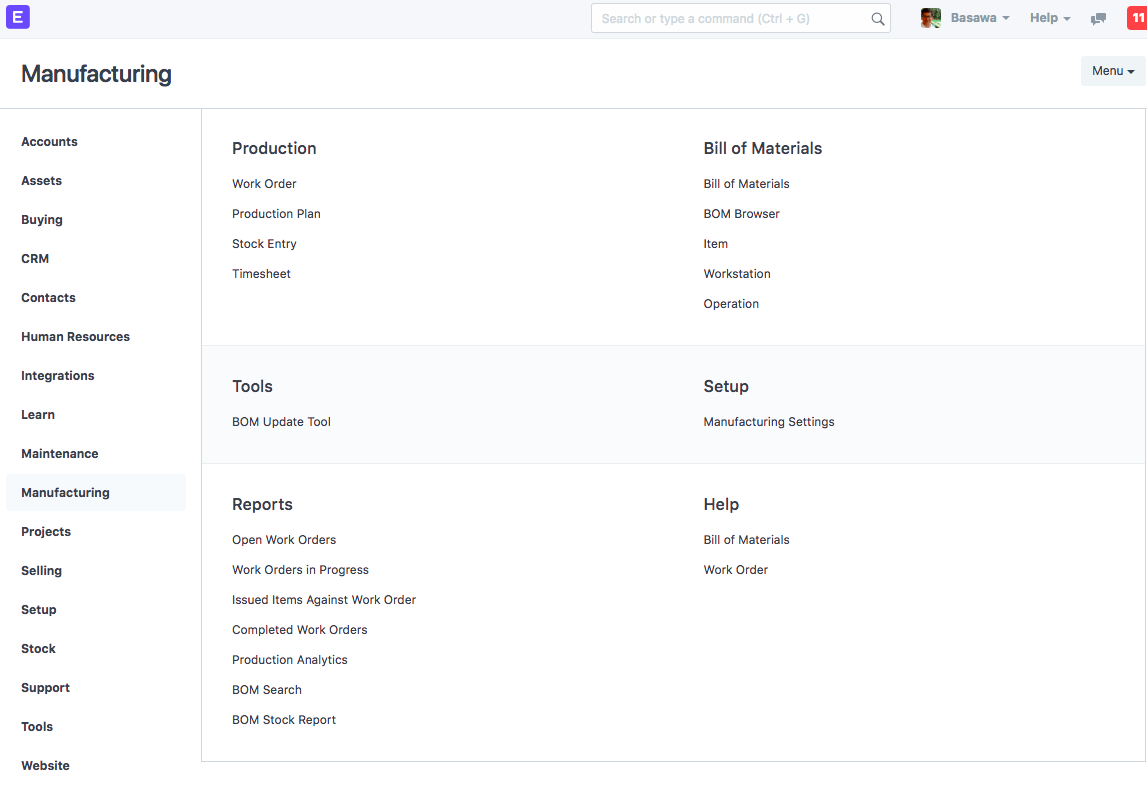 E
Search or type a command (Ctrl + G)
Basawa
Help
11
Manufacturing
Menu
Accounts
Assets
Buying
CRM
Contacts
Human Resources
Integrations
Learn
Maintenance
Manufacturing
Projects
Selling
Setup
Stock
Support
Tools
Website
Production
Work Order
Production Plan
Stock Entry
Timesheet
Bill of Materials
Bill of Materials
BOM Browser
Item
Workstation
Operation
Tools
BOM Update Tool
Setup
Manufacturing Settings
Reports
Open Work Orders
Work Orders in Progress
Issued Items Against Work Order
Completed Work Orders
Production Analytics
BOM Search
BOM Stock Report
Help
Bill of Materials
Work Order